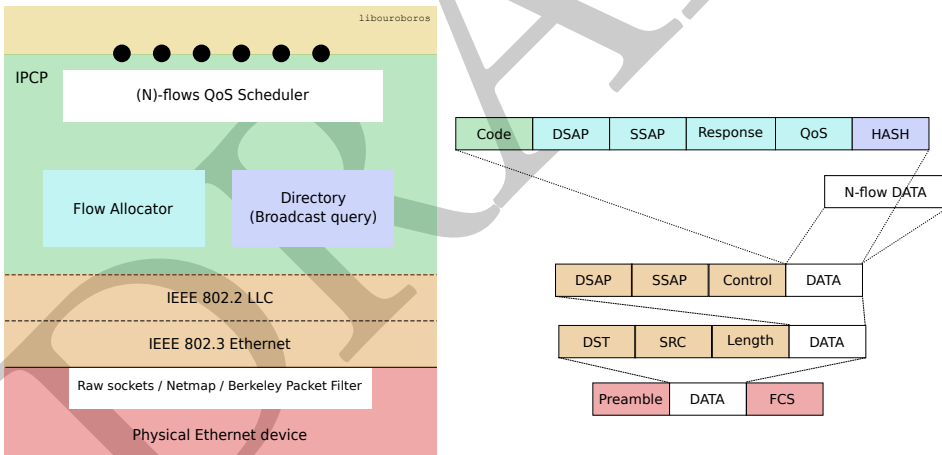 libouroboros
IPCP
(N)-flows QoS Scheduler
Flow Allocator
Directory
(Broadcast query)
IEEE 802.2 LLC
IEEE 802.3 Ethernet
Raw sockets / Netmap / Berkeley Packet Filter
Physical Ethernet device
Code DSAP SSAP Response QoS HASH
N-flow DATA
DSAP SSAP Control DATA
DST SRC Length DATA
Preamble DATA FCS